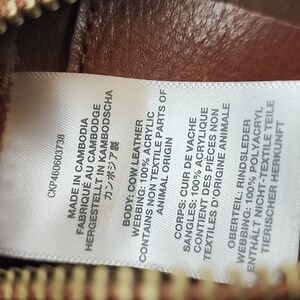 CKP460603738
MADE IN CAMBODIA
FABRIQUÉ AU CAMBODGE
HERGESTELLT IN KAMBODSCHA
カンボジア製
BODY: COW LEATHER
WEBBING: 100% ACRYLIC
CONTAINS NON TEXTILE PARTS OF
ANIMAL ORIGIN
CORPS: CUIR DE VACHE
SANGLES: 100% ACRYLIQUE
CONTIENT DES PIÈCES NON
TEXTILES D'ORIGINE ANIMALE
OBERTEIL: RINDSLEDER
WEBBING: 100% POLYACRYL
ENTHÄLT NICHT-TEXTILE TEILE
TIERISCHER HERKUNFT